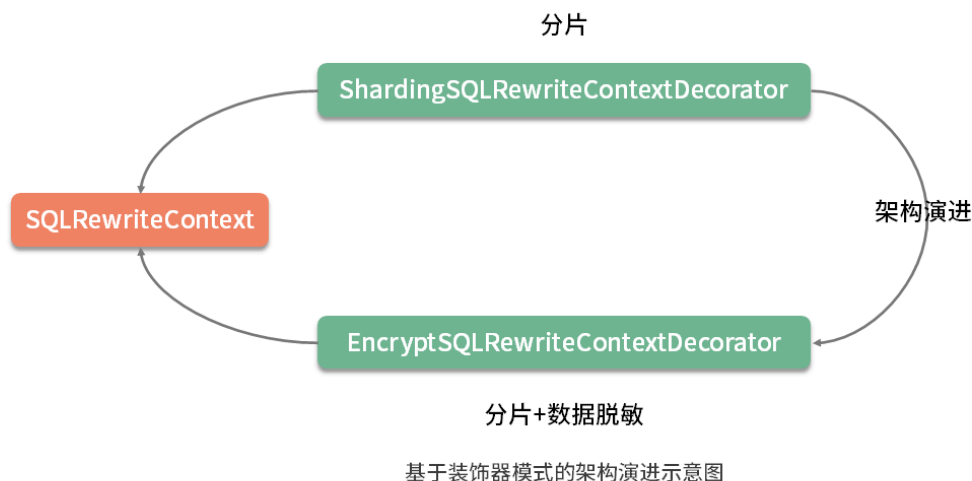 分片
ShardingSQLRewriteContextDecorator
SQLRewriteContext
架构演进
EncryptSQLRewriteContextDecorator
分片+数据脱敏
基于装饰器模式的架构演进示意图